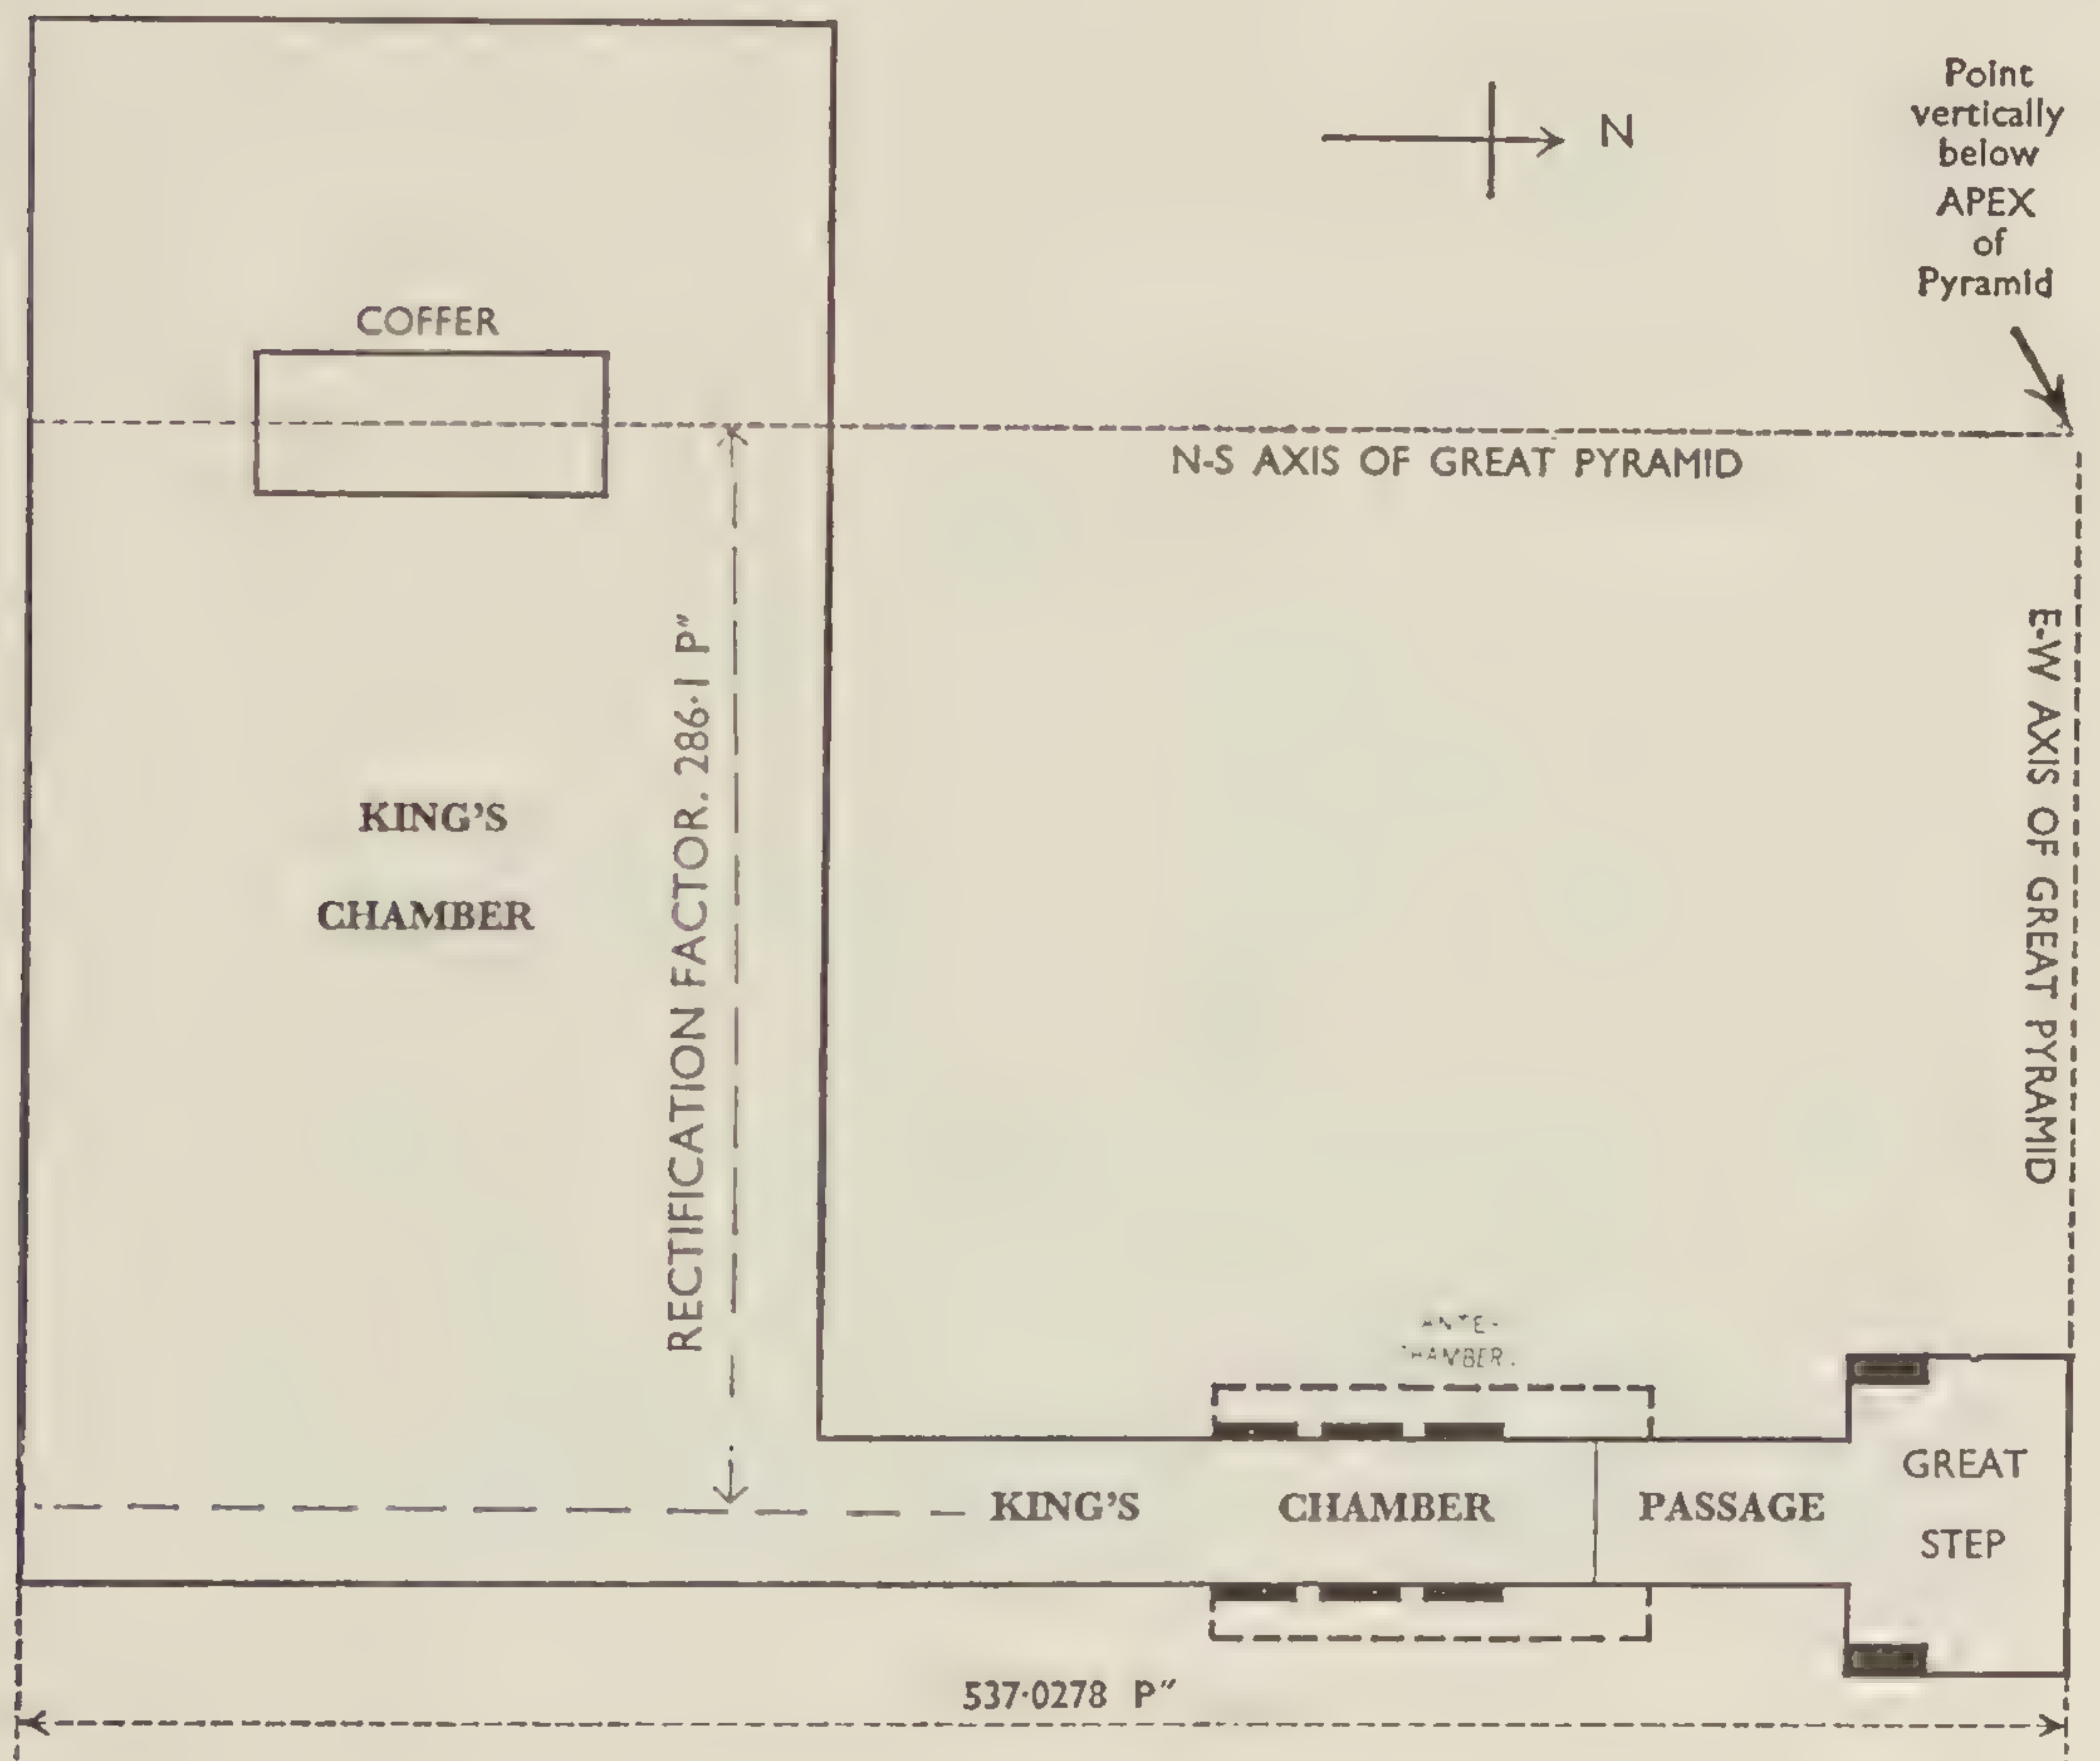 Point
vertically
below
APEX
of
Pyramid
N
COFFER
N-S AXIS OF GREAT PYRAMID
RECTIFICATION FACTOR. 286·1 P″
E-W AXIS OF GREAT PYRAMID
KING'S
CHAMBER
ANTE-
KING'S CHAMBER PASSAGE
GREAT
STEP
537·0278 P″